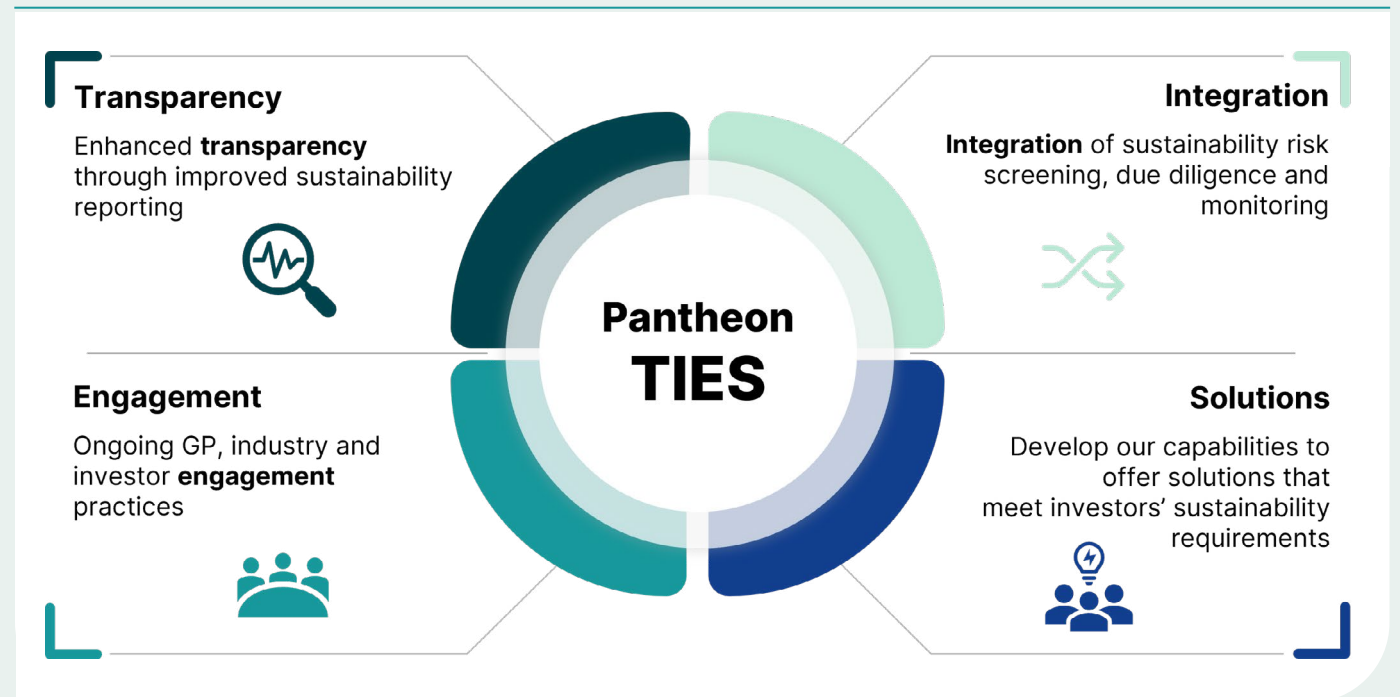 Transparency
Enhanced transparency
through improved sustainability
reporting
Integration
Integration of sustainability risk
screening, due diligence and
monitoring
Pantheon
TIES
Engagement
Ongoing GP, industry and
investor engagement
practices
Solutions
Develop our capabilities to
offer solutions that
meet investors’ sustainability
requirements